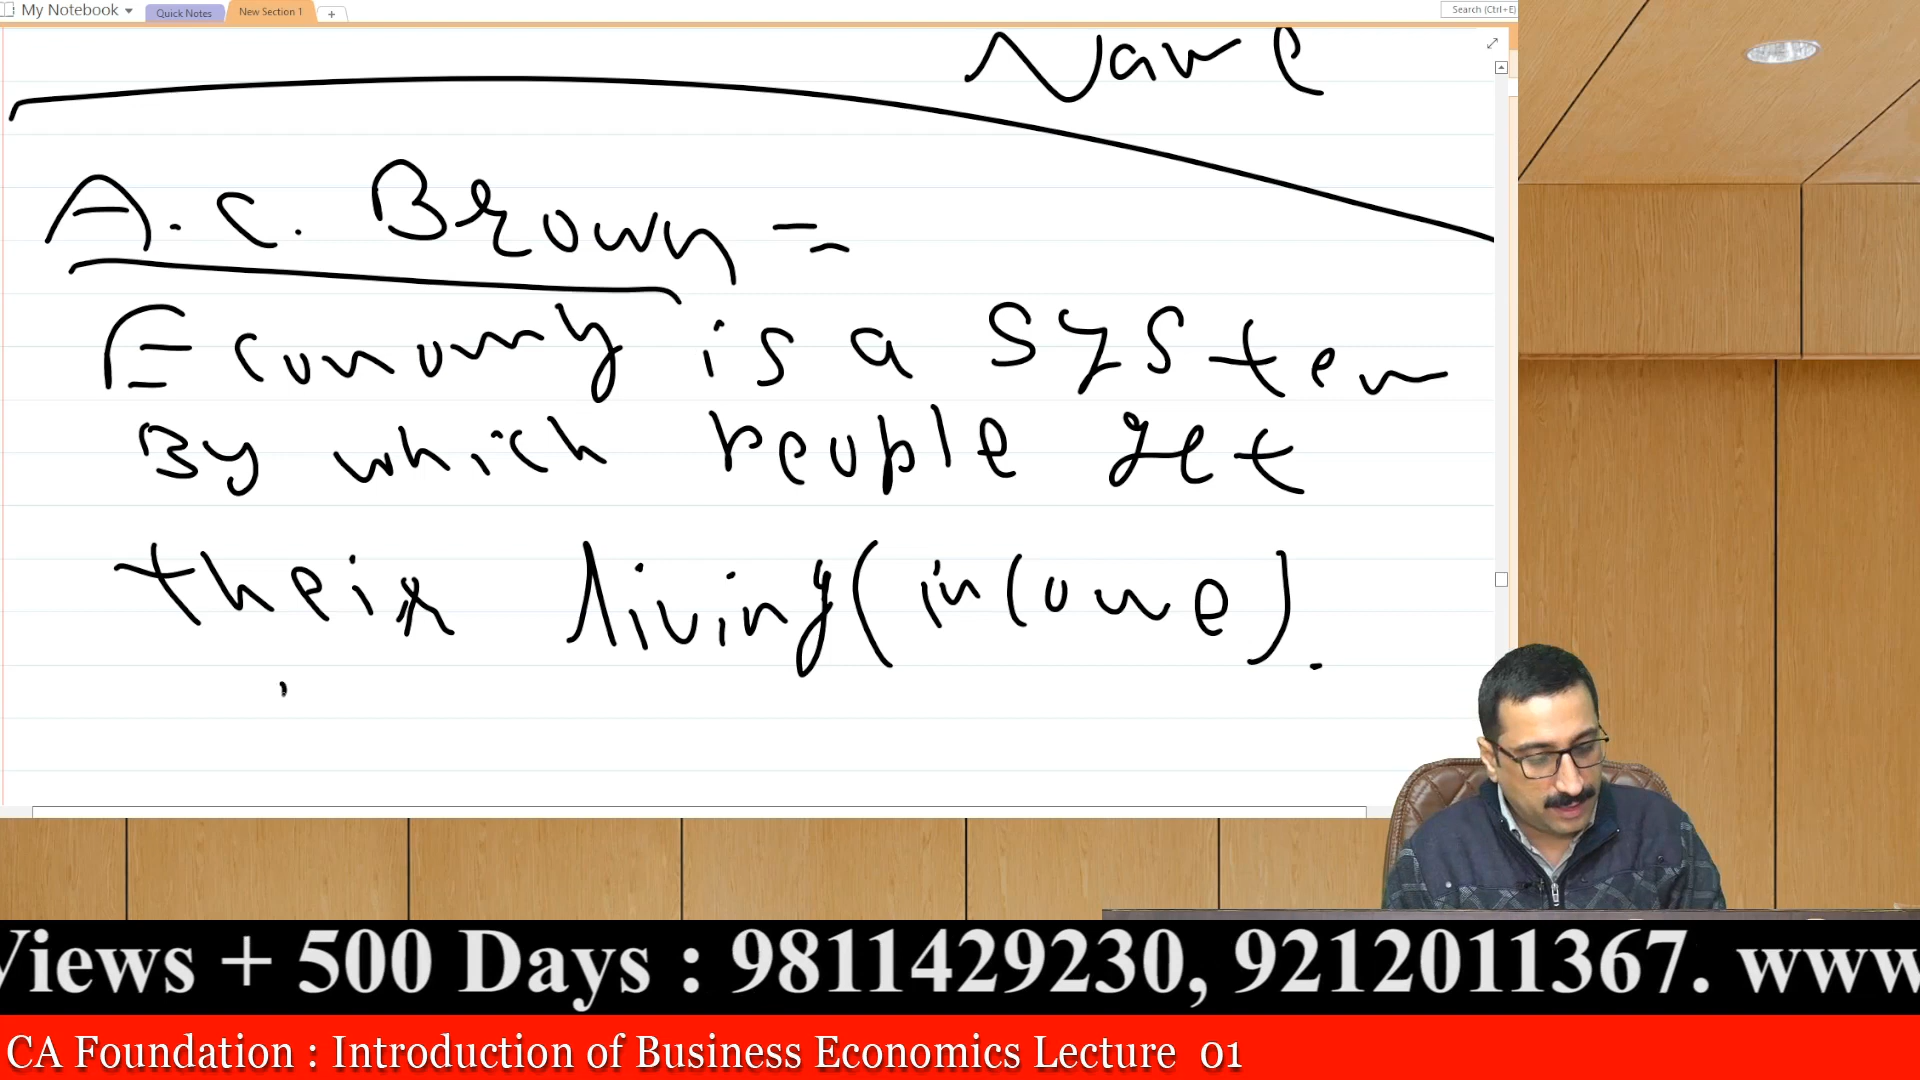 My Notebook
Quick Notes
New Section 1
Search (Ctrl+E)
Name
A.C. Brown =
Economy is a system
By which people get
their living (income).
Views + 500 Days : 9811429230, 9212011367. www
CA Foundation : Introduction of Business Economics Lecture 01